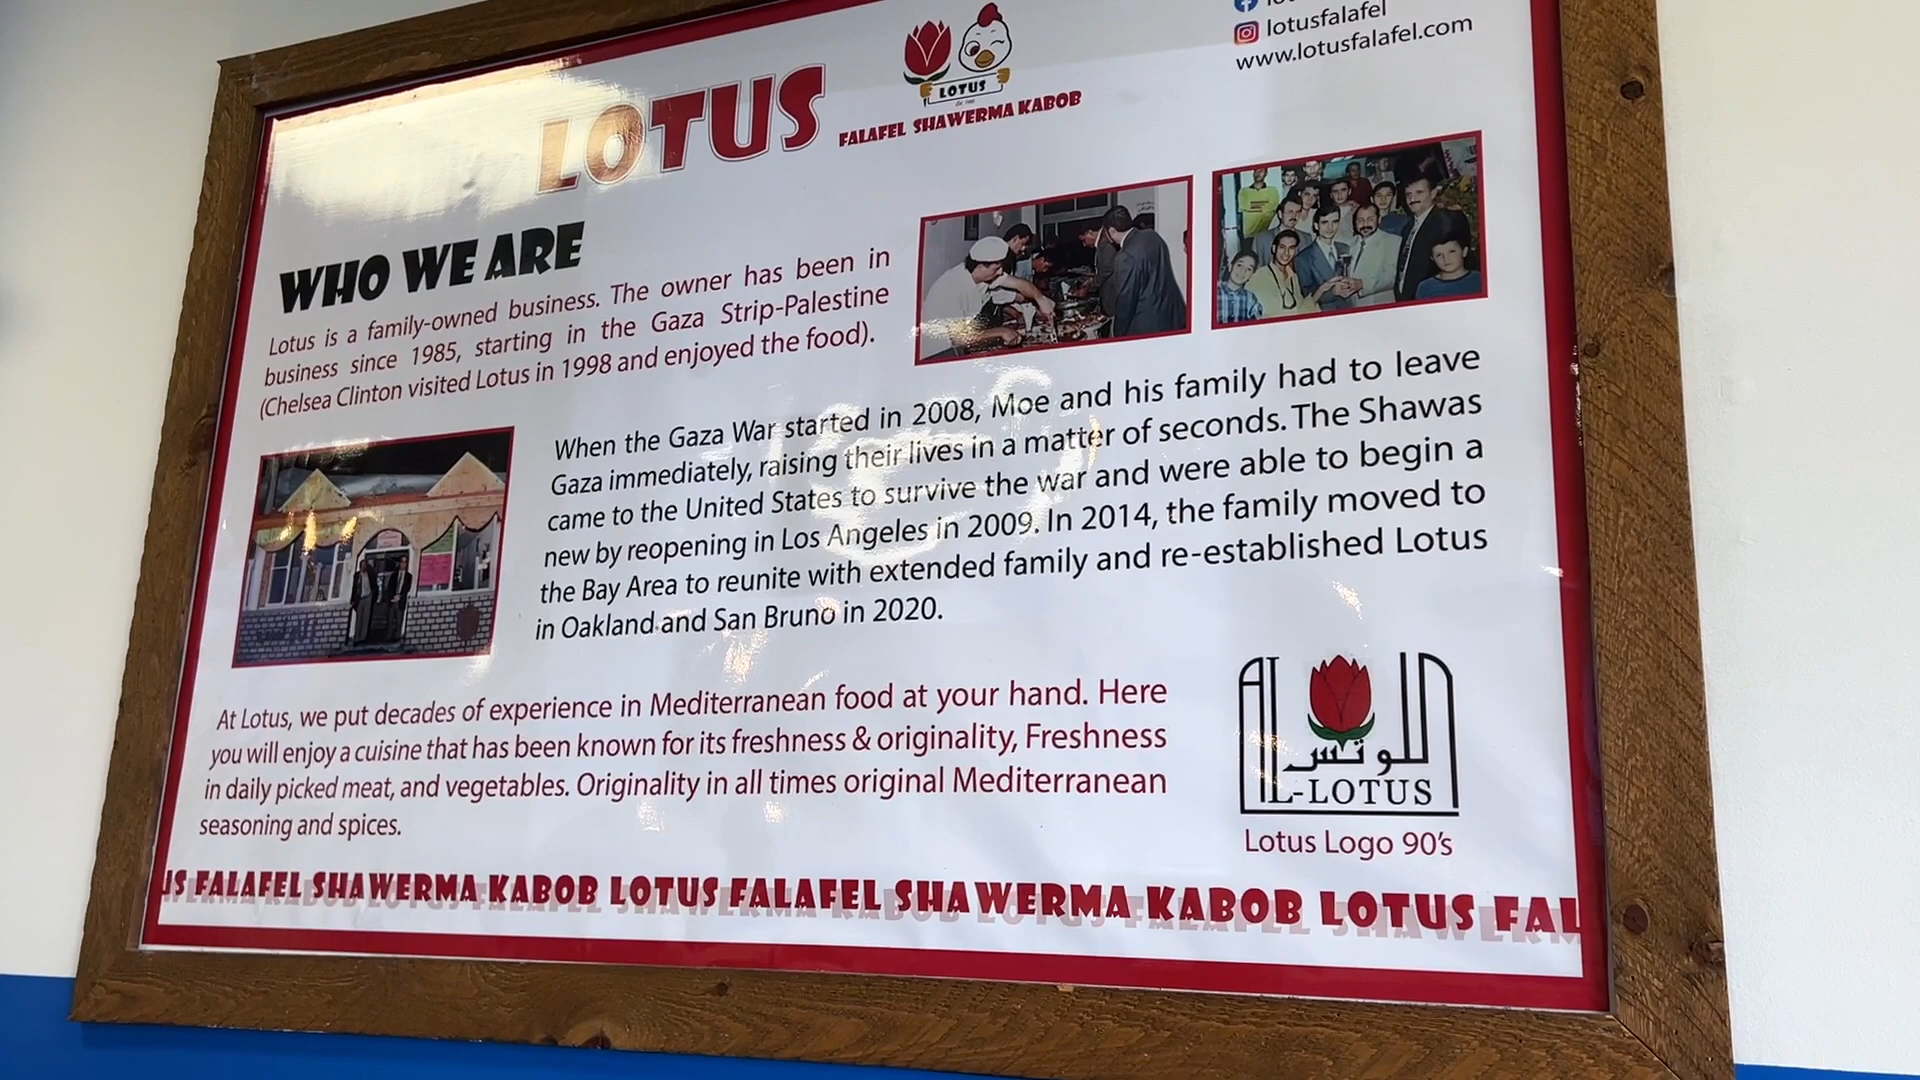 lotusfalafel
www.lotusfalafel.com
LOTUS
LOTUS
FALAFEL SHAWERMA KABOB
WHO WE ARE
Lotus is a family-owned business. The owner has been in
business since 1985, starting in the Gaza Strip-Palestine
(Chelsea Clinton visited Lotus in 1998 and enjoyed the food).
When the Gaza War started in 2008, Moe and his family had to leave
Gaza immediately, raising their lives in a matter of seconds. The Shawas
came to the United States to survive the war and were able to begin a
new by reopening in Los Angeles in 2009. In 2014, the family moved to
the Bay Area to reunite with extended family and re-established Lotus
in Oakland and San Bruno in 2020.
At Lotus, we put decades of experience in Mediterranean food at your hand. Here
you will enjoy a cuisine that has been known for its freshness & originality, Freshness
in daily picked meat, and vegetables. Originality in all times original Mediterranean
seasoning and spices.
اللوتس
AL-LOTUS
Lotus Logo 90's
US FALAFEL SHAWERMA KABOB LOTUS FALAFEL SHAWERMA KABOB LOTUS FAL